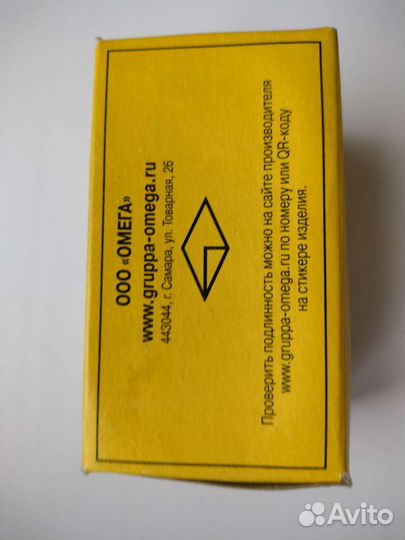 ООО «ОМЕГА»
www.gruppa-omega.ru
443044, г. Самара, ул. Товарная, 26
Проверить подлинность можно на сайте производителя
www.gruppa-omega.ru по номеру или QR-коду
на стикере изделия.
Avito